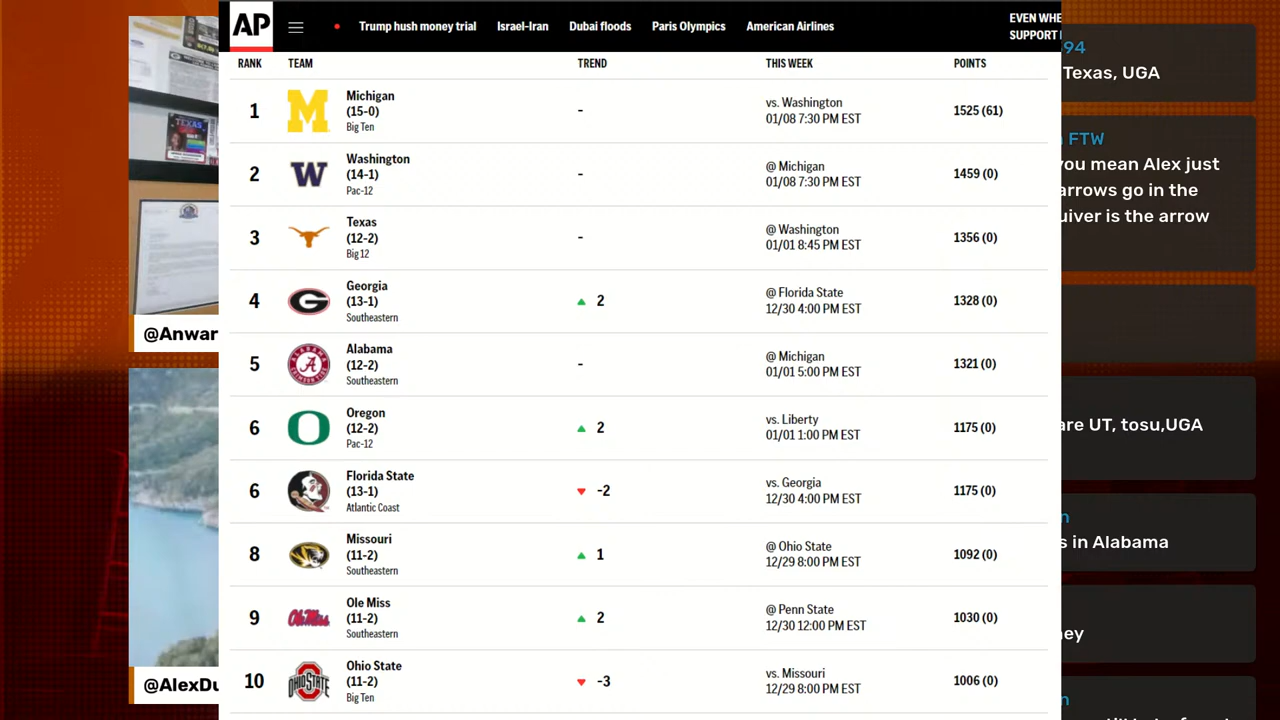 AP
Trump hush money trial
Israel-Iran
Dubai floods
Paris Olympics
American Airlines
EVEN WHE
SUPPORT
RANK TEAM TREND THIS WEEK POINTS
1 Michigan (15-0) Big Ten - vs. Washington 01/08 7:30 PM EST 1525 (61)
2 Washington (14-1) Pac-12 - @ Michigan 01/08 7:30 PM EST 1459 (0)
3 Texas (12-2) Big 12 - @ Washington 01/01 8:45 PM EST 1356 (0)
4 Georgia (13-1) Southeastern 2 @ Florida State 12/30 4:00 PM EST 1328 (0)
5 Alabama (12-2) Southeastern - @ Michigan 01/01 5:00 PM EST 1321 (0)
6 Oregon (12-2) Pac-12 2 vs. Liberty 01/01 1:00 PM EST 1175 (0)
6 Florida State (13-1) Atlantic Coast -2 vs. Georgia 12/30 4:00 PM EST 1175 (0)
8 Missouri (11-2) Southeastern 1 @ Ohio State 12/29 8:00 PM EST 1092 (0)
9 Ole Miss (11-2) Southeastern 2 @ Penn State 12/30 12:00 PM EST 1030 (0)
10 Ohio State (11-2) Big Ten -3 vs. Missouri 12/29 8:00 PM EST 1006 (0)
@Anwar
@AlexDu
TEXAS
94
Texas, UGA
FTW
you mean Alex just
arrows go in the
uiver is the arrow
are UT, tosu,UGA
n
s in Alabama
ney
n